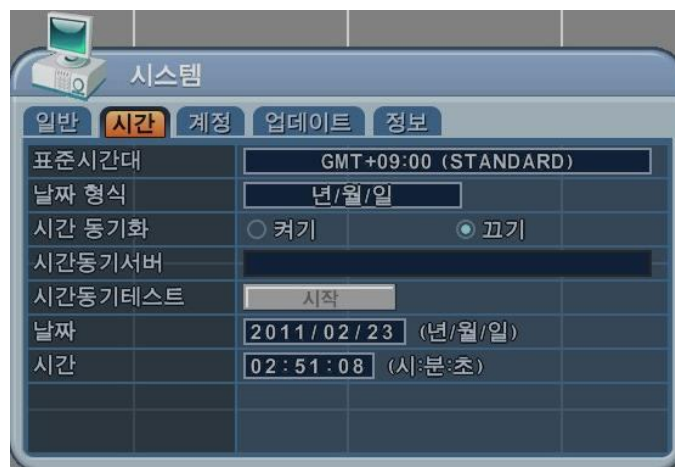 시스템
일반 시간 계정 업데이트 정보
표준시간대 GMT+09:00 (STANDARD)
날짜 형식 년/월/일
시간 동기화 켜기 끄기
시간동기서버
시간동기테스트 시작
날짜 2011/02/23 (년/월/일)
시간 02:51:08 (시:분:초)